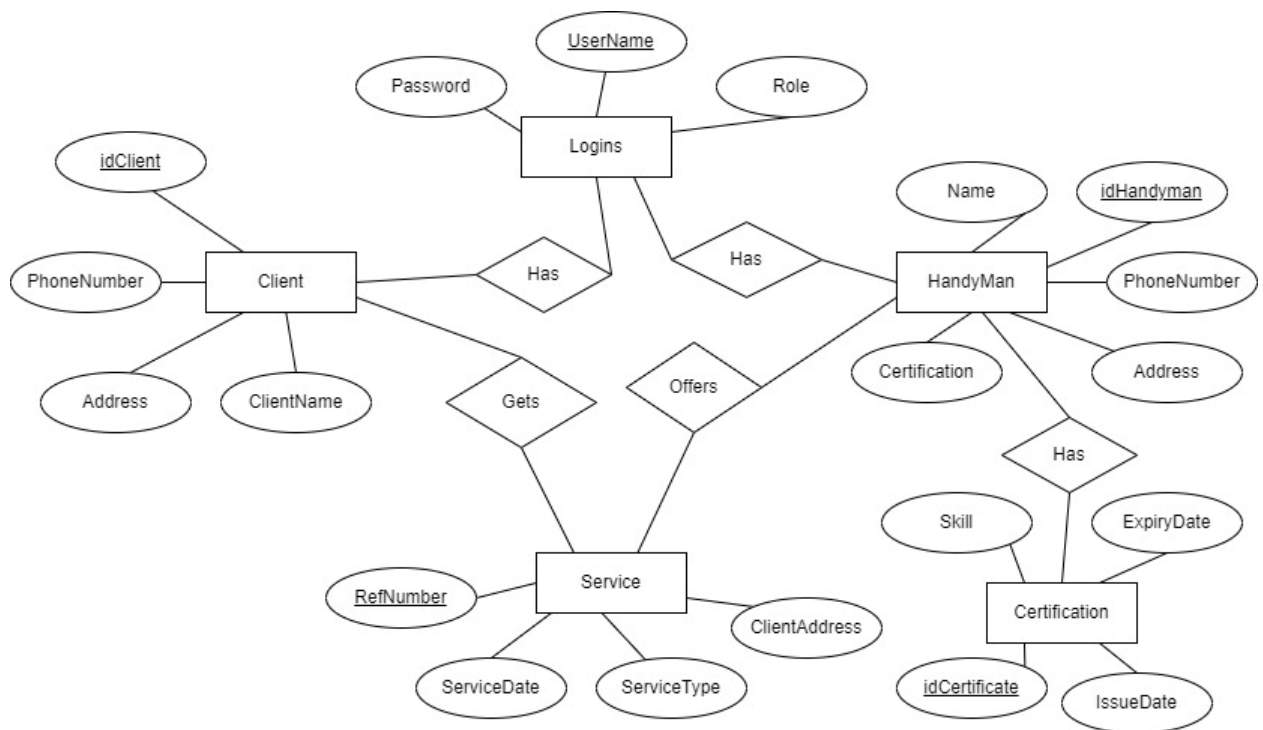 UserName
Password
Role
Logins
idClient
Name
idHandyman
PhoneNumber
Client
Has
Has
HandyMan
PhoneNumber
Address
ClientName
Gets
Offers
Certification
Address
Has
Skill
ExpiryDate
RefNumber
Service
ClientAddress
Certification
ServiceDate
ServiceType
idCertificate
IssueDate